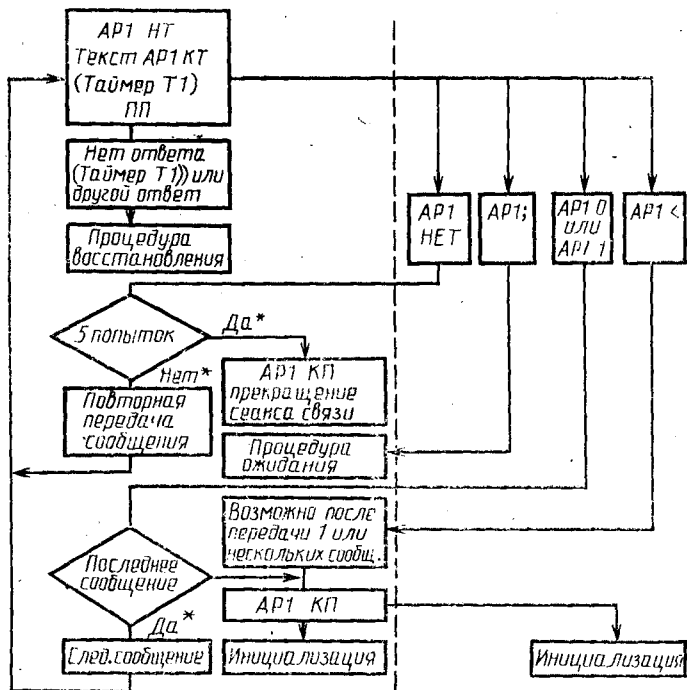 АР1 НТ
Текст АР1 КТ
(Таймер Т1)
ПП
Нет ответа
(Таймер Т1)) или
другой ответ
Процедура
восстановления
АР1
НЕТ
АР1;
АР1 0
или
АР1 1
АР1 <
5 попыток
Да*
Нет*
АР1 КП
прекращение
сеанса связи
Повторная
передача
сообщения
Процедура
ожидания
Возможно после
передачи 1 или
нескольких сообщ.
Последнее
сообщение
АР1 КП
Да*
След. сообщение
Инициализация
Инициализация